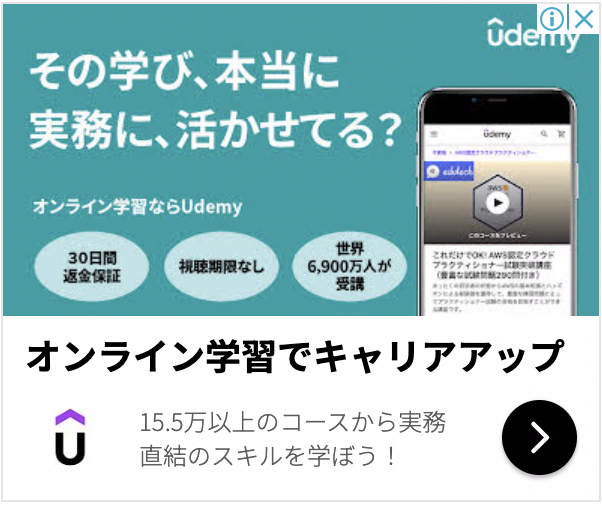 ûdemy
その学び、本当に
実務に、活かせてる？
オンライン学習ならUdemy
30日間
返金保証
視聴期限なし
世界
6,900万人が
受講
ûdemy
edutech
AWS
このコースをプレビュー
これだけでOK! AWS認定クラウド
プラクティショナー試験突破講座
（豊富な試験問題290問付き）
オンライン学習でキャリアアップ
15.5万以上のコースから実務
直結のスキルを学ぼう！